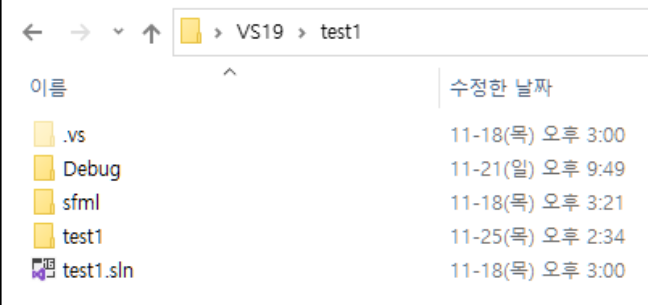 VS19 > test1
이름 수정한 날짜
.vs 11-18(목) 오후 3:00
Debug 11-21(일) 오후 9:49
sfml 11-18(목) 오후 3:21
test1 11-25(목) 오후 2:34
test1.sln 11-18(목) 오후 3:00